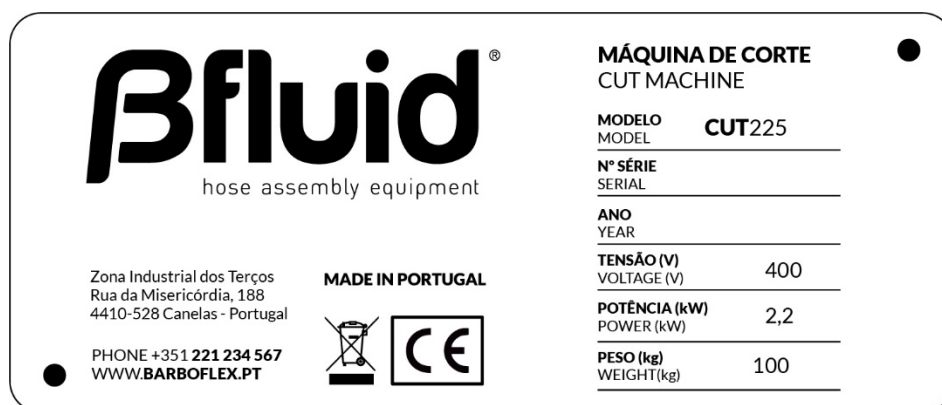 βfluid®
hose assembly equipment
Zona Industrial dos Terços
Rua da Misericórdia, 188
4410-528 Canelas - Portugal
PHONE +351 221 234 567
WWW.BARBOFLEX.PT
MADE IN PORTUGAL
CE
MÁQUINA DE CORTE
CUT MACHINE
MODELO
MODEL
CUT225
Nº SÉRIE
SERIAL
ANO
YEAR
TENSÃO (V)
VOLTAGE (V)
400
POTÊNCIA (kW)
POWER (kW)
2,2
PESO (kg)
WEIGHT(kg)
100